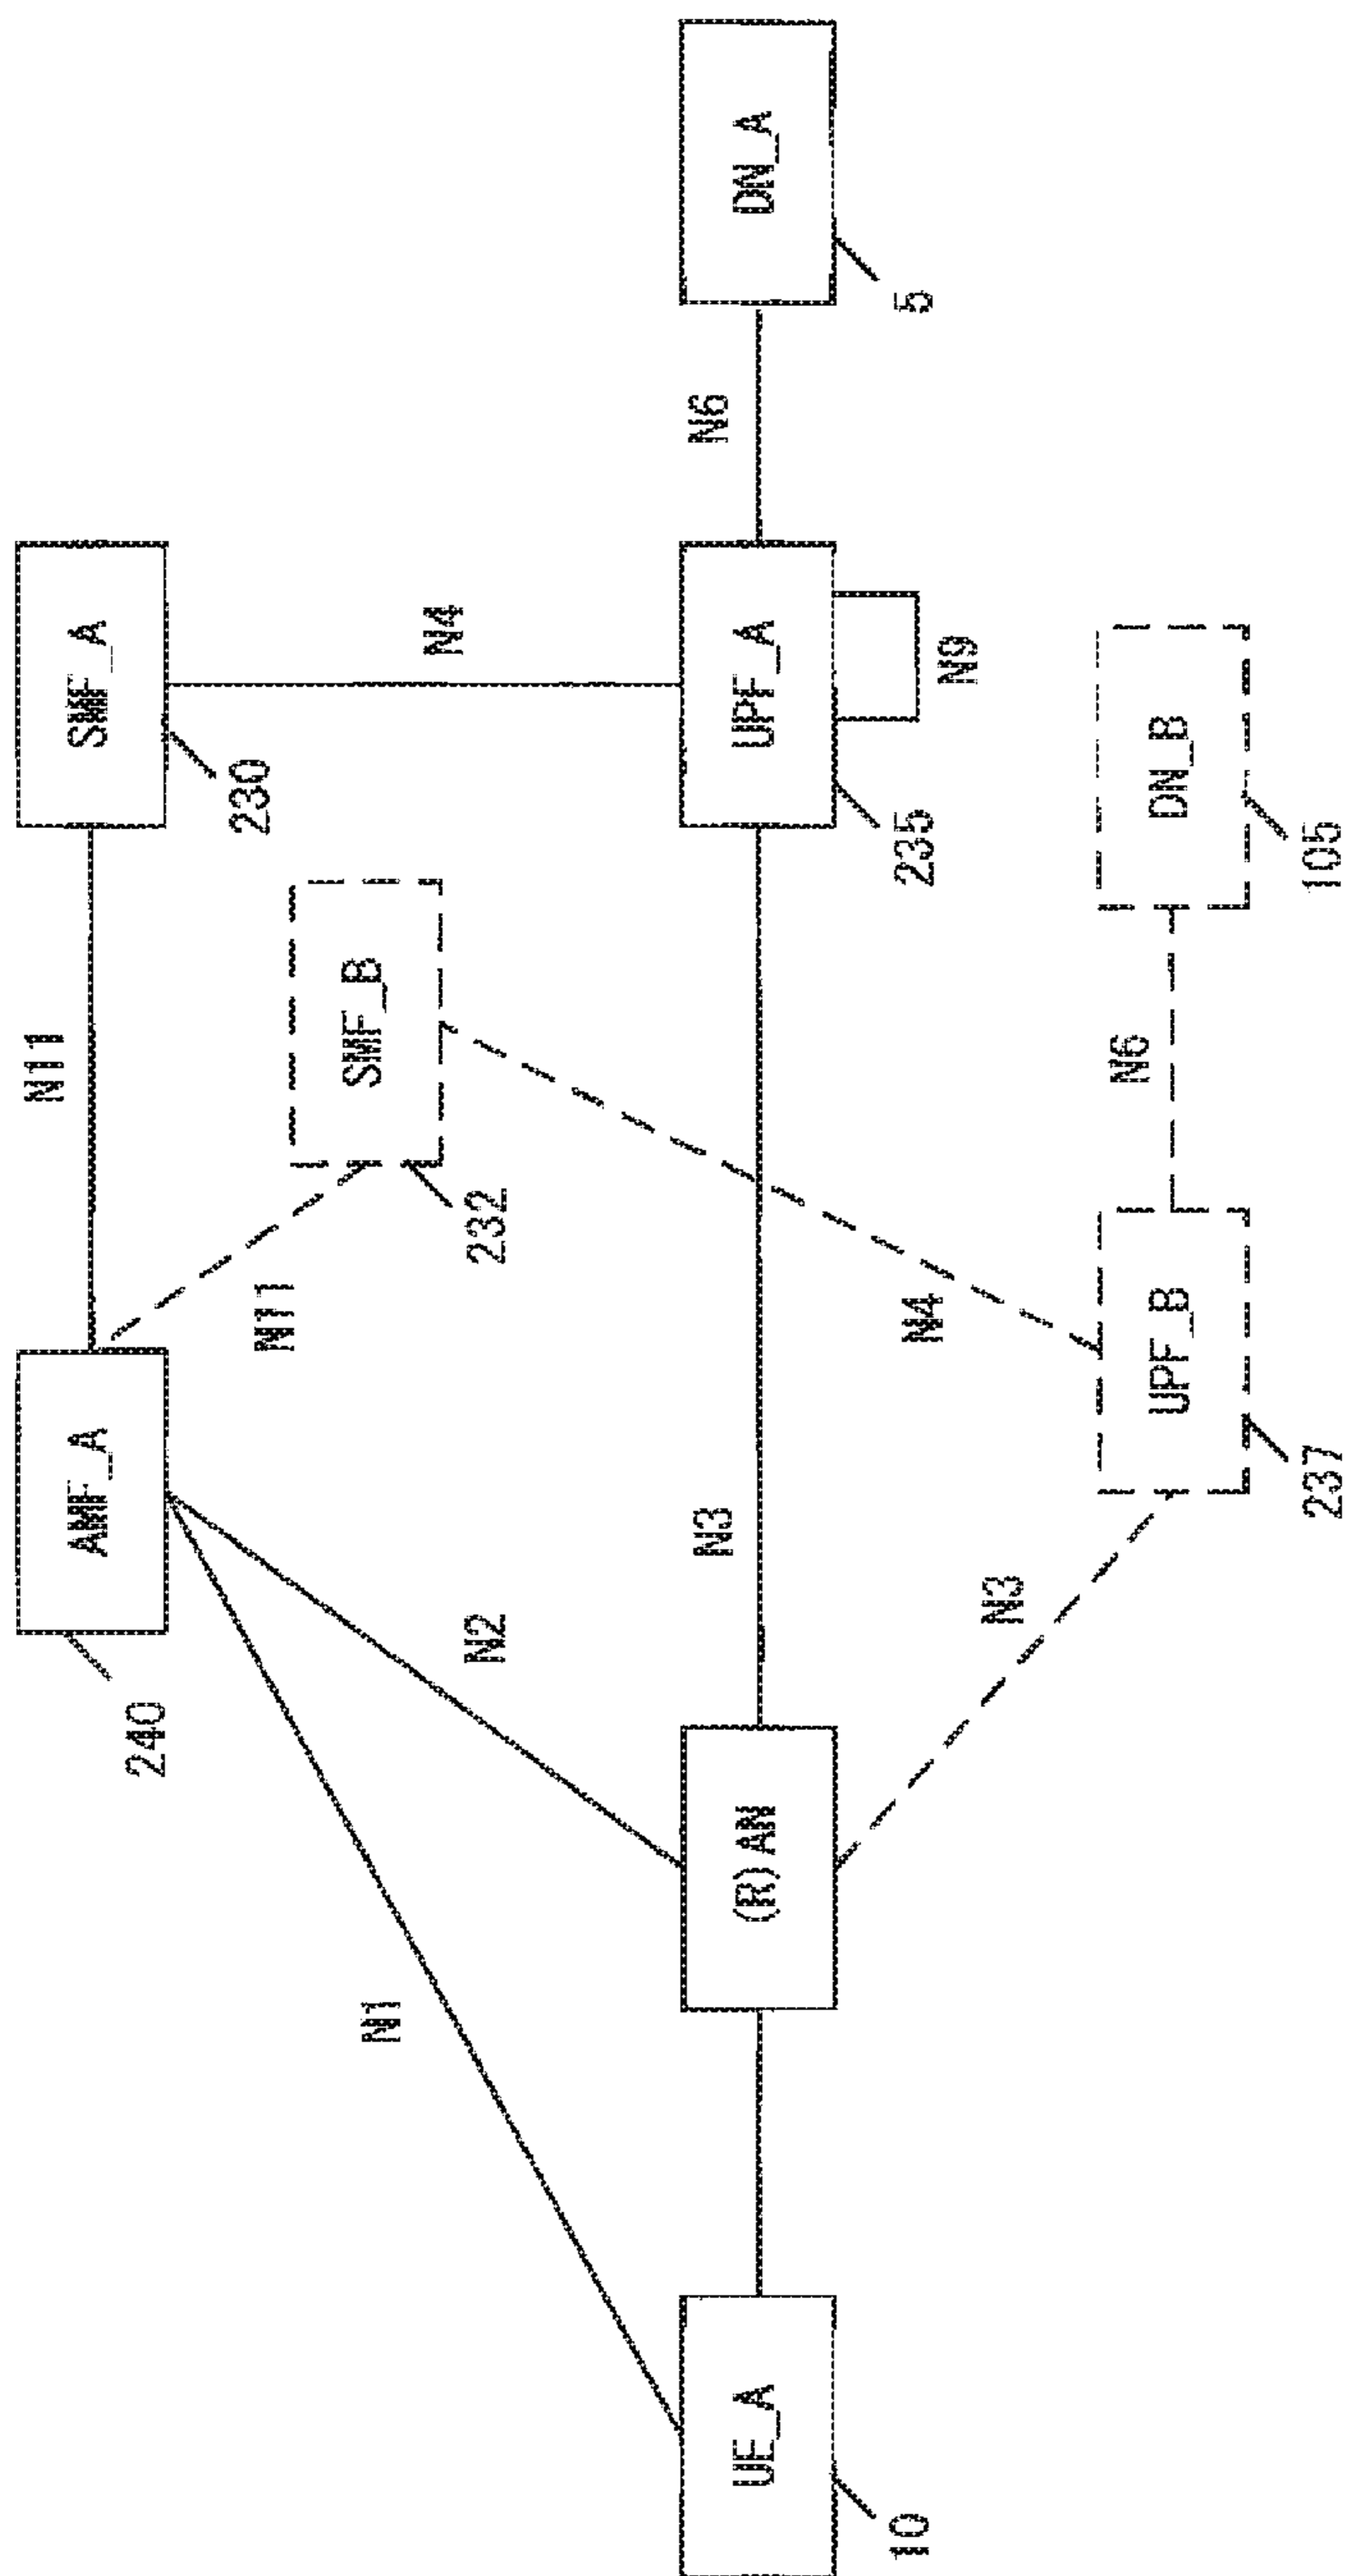 AMF_A
240
N11
SMF_A
230
N11
SMF_B
232
N1
N2
N4
N4
UE_A
10
(R)AN
N3
UPF_A
235
N9
N6
DN_A
5
N3
UPF_B
237
N6
DN_B
105